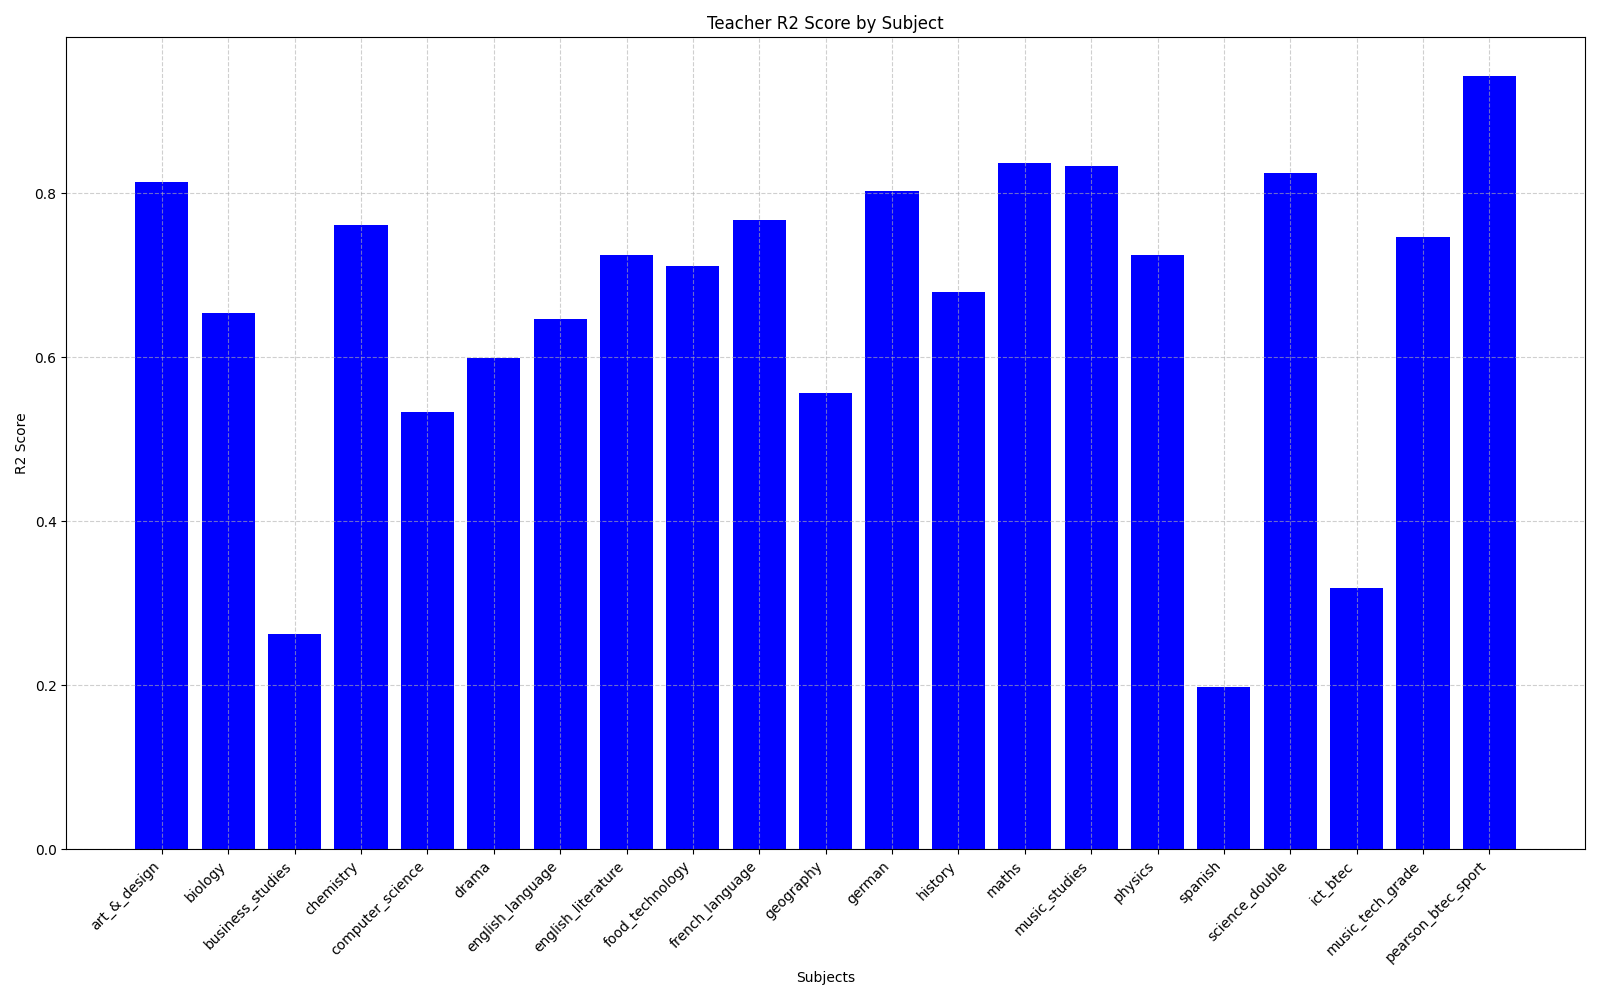 Teacher R2 Score by Subject
R2 Score
0.8
0.6
0.4
0.2
0.0
art_&_design
biology
business_studies
chemistry
computer_science
drama
english_language
english_literature
food_technology
french_language
geography
german
history
maths
music_studies
physics
spanish
science_double
ict_btec
music_tech_grade
pearson_btec_sport
Subjects